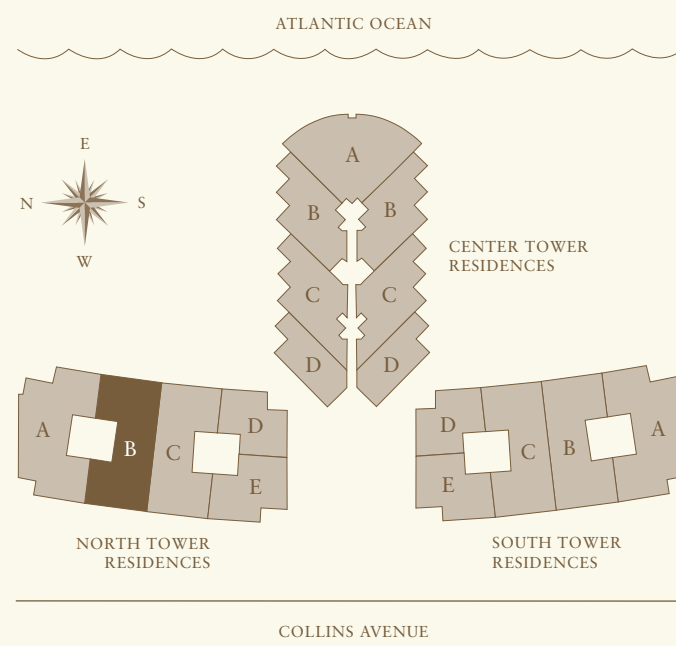 ATLANTIC OCEAN
E
N
S
W
A
B
B
C
C
D
D
CENTER TOWER
RESIDENCES
A
B
C
D
E
NORTH TOWER
RESIDENCES
D
E
C
B
A
SOUTH TOWER
RESIDENCES
COLLINS AVENUE